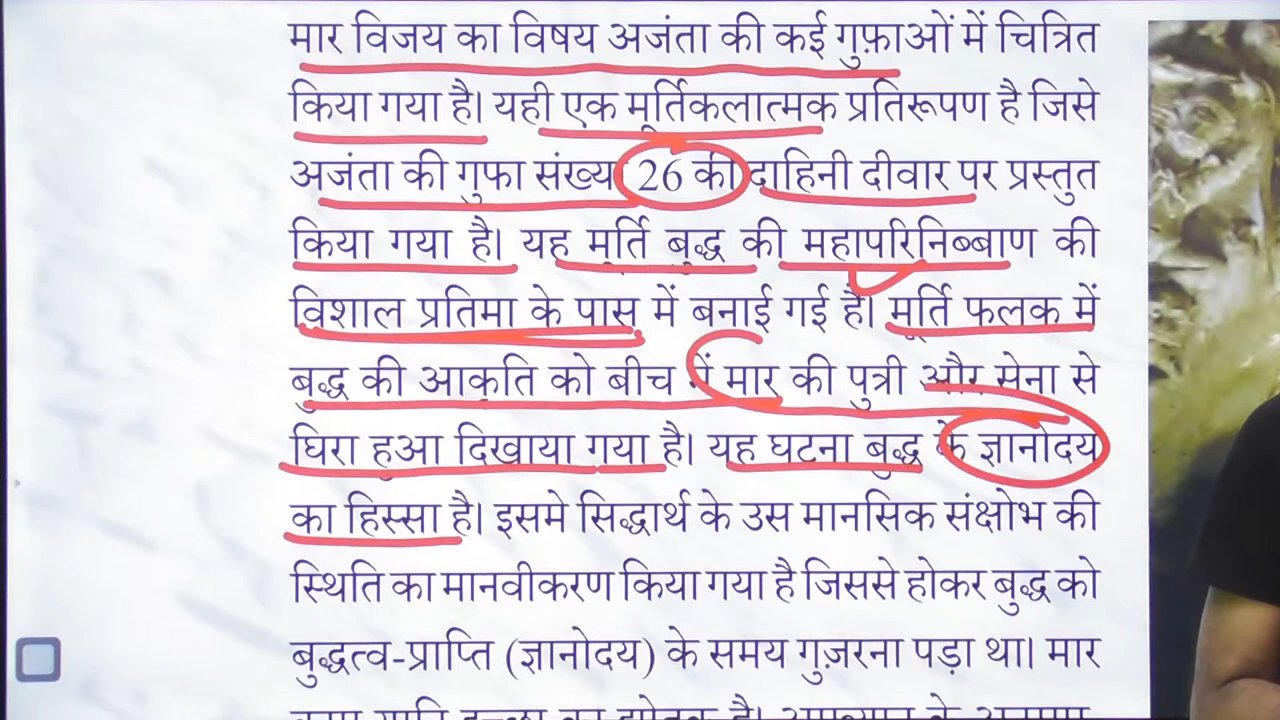 मार विजय का विषय अजंता की कई गुफ़ाओं में चित्रित
किया गया है। यही एक मूर्तिकलात्मक प्रतिरूपण है जिसे
अजंता की गुफा संख्य 26 की दाहिनी दीवार पर प्रस्तुत
किया गया है। यह मूर्ति बुद्ध की महापरिनिब्बाण की
विशाल प्रतिमा के पास में बनाई गई है। मूर्ति फलक में
बुद्ध की आकृति को बीच में मार की पुत्री और सेना से
घिरा हुआ दिखाया गया है। यह घटना बुद्ध के ज्ञानोदय
का हिस्सा है। इसमे सिद्धार्थ के उस मानसिक संक्षोभ की
स्थिति का मानवीकरण किया गया है जिससे होकर बुद्ध को
बुद्धत्व-प्राप्ति (ज्ञानोदय) के समय गुज़रना पड़ा था। मार